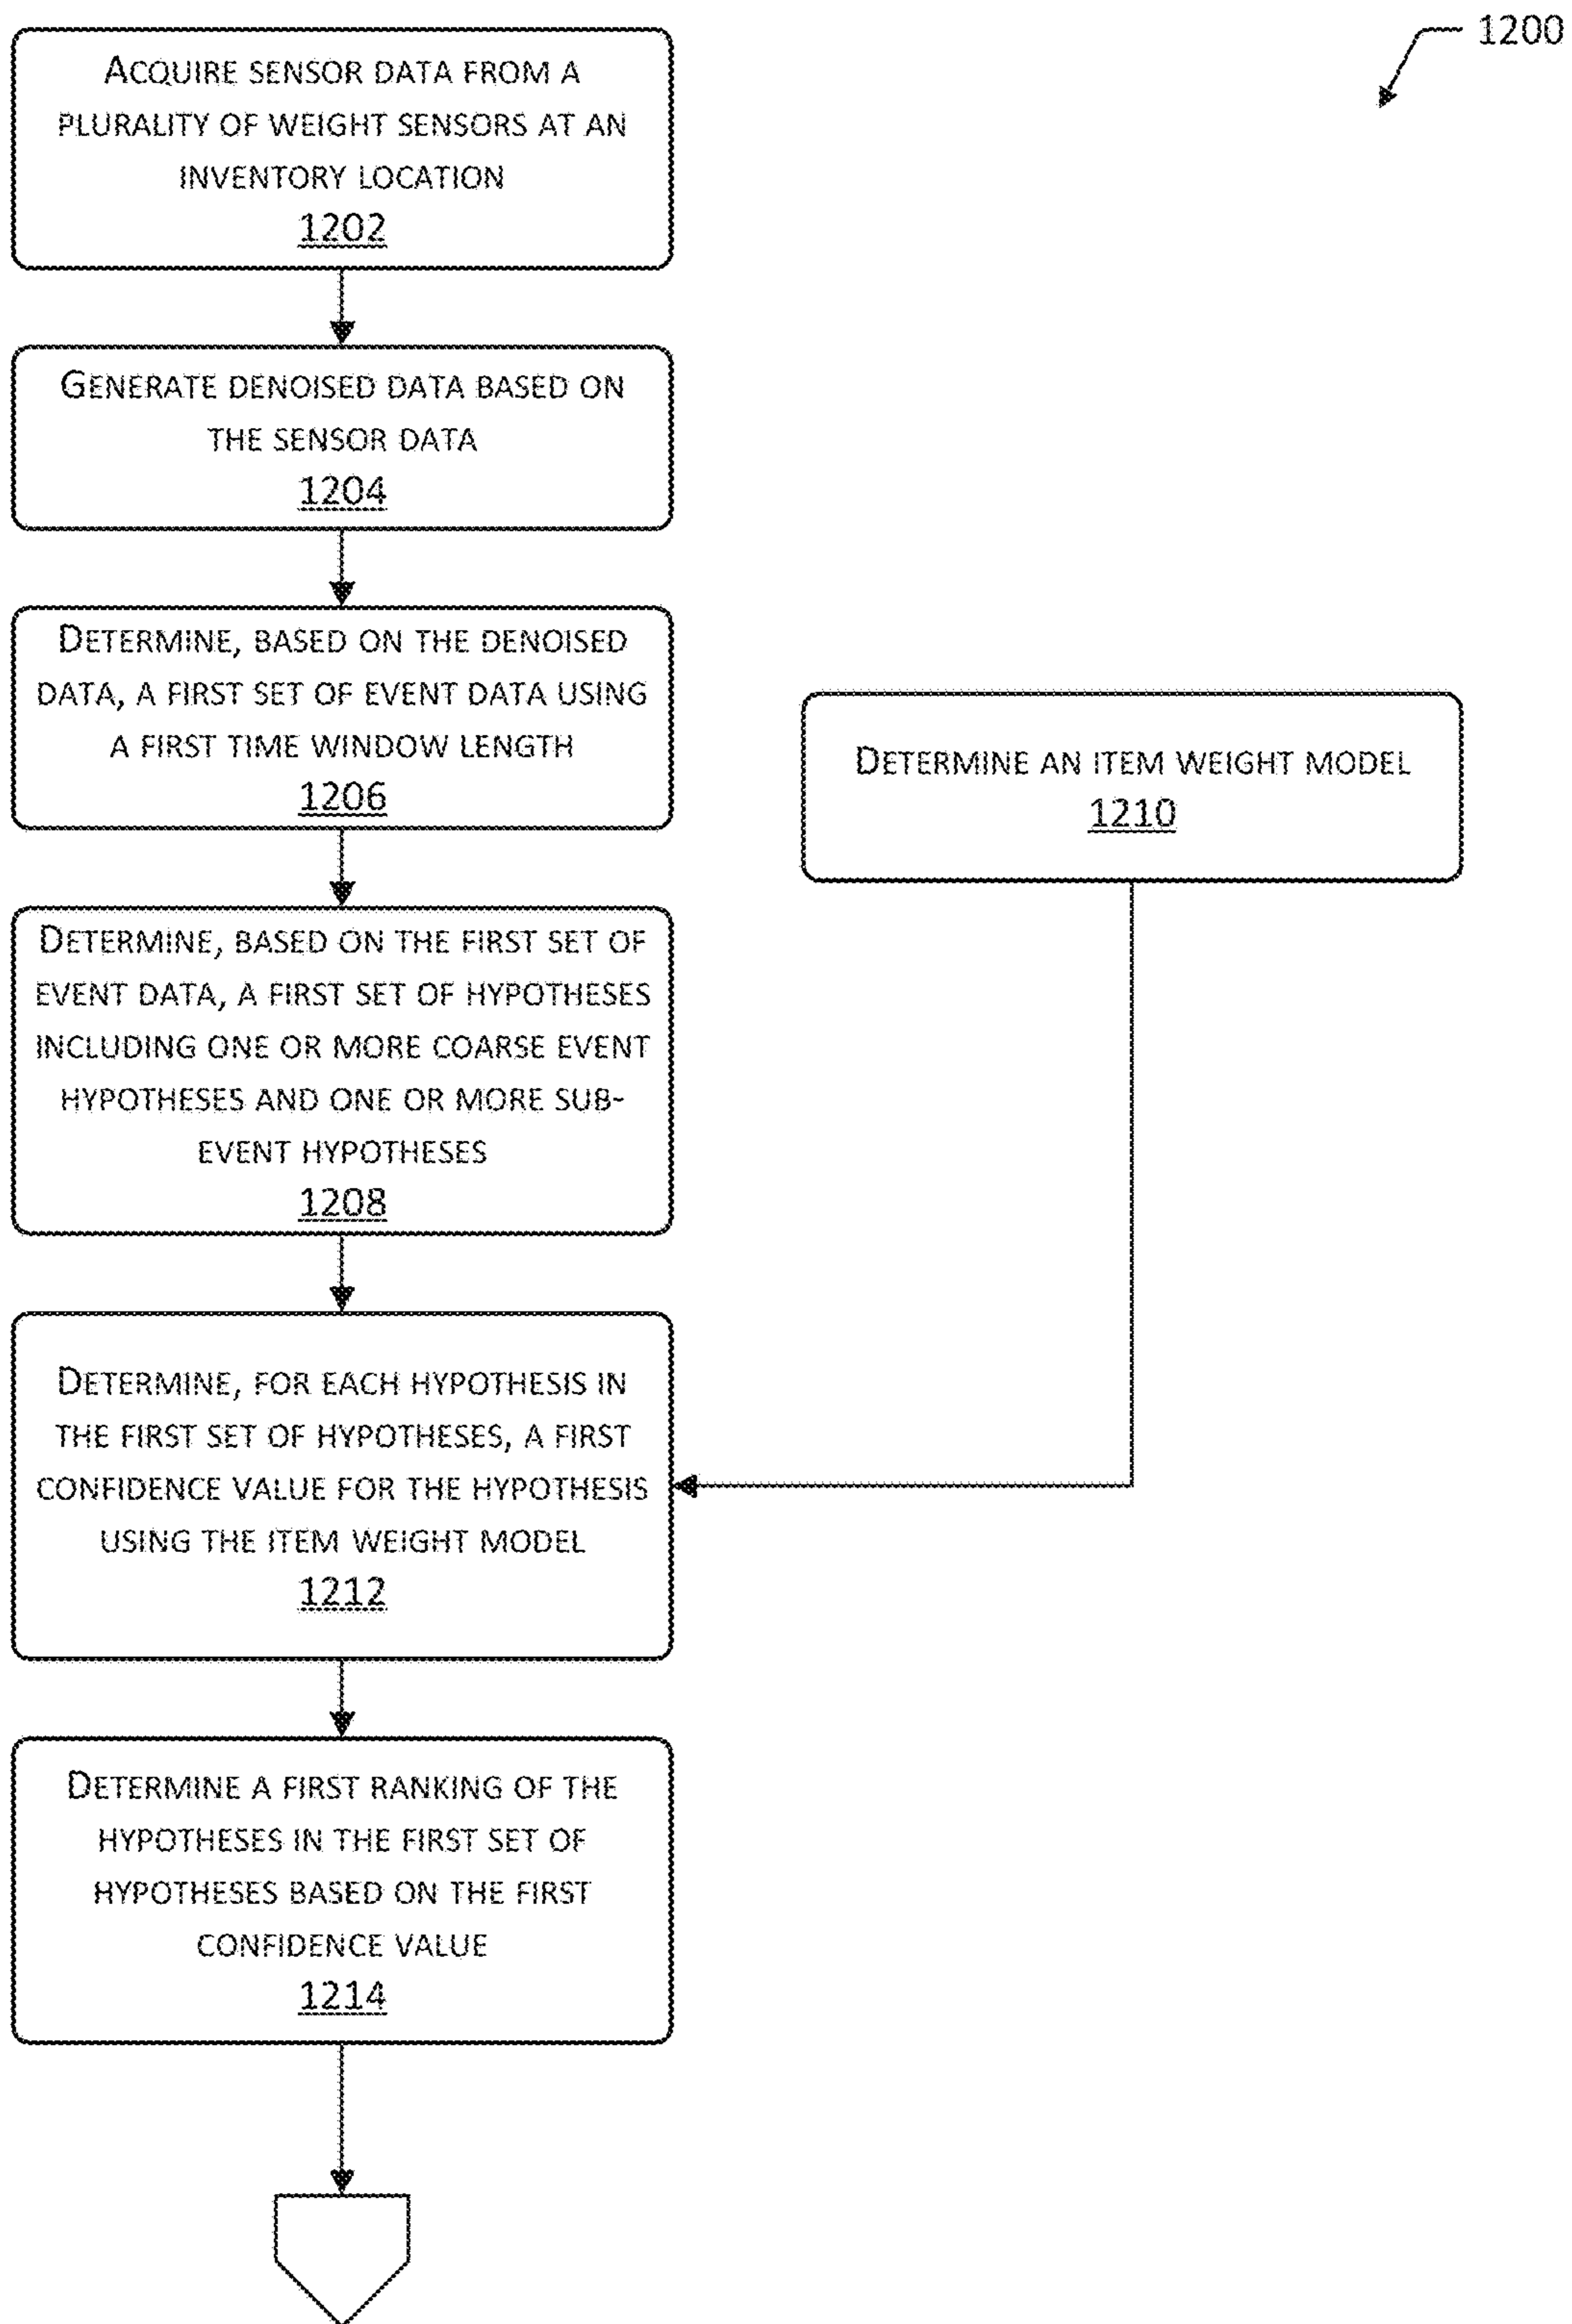 1200
ACQUIRE SENSOR DATA FROM A
PLURALITY OF WEIGHT SENSORS AT AN
INVENTORY LOCATION
1202
GENERATE DENOISED DATA BASED ON
THE SENSOR DATA
1204
DETERMINE, BASED ON THE DENOISED
DATA, A FIRST SET OF EVENT DATA USING
A FIRST TIME WINDOW LENGTH
1206
DETERMINE AN ITEM WEIGHT MODEL
1210
DETERMINE, BASED ON THE FIRST SET OF
EVENT DATA, A FIRST SET OF HYPOTHESES
INCLUDING ONE OR MORE COARSE EVENT
HYPOTHESES AND ONE OR MORE SUB-
EVENT HYPOTHESES
1208
DETERMINE, FOR EACH HYPOTHESIS IN
THE FIRST SET OF HYPOTHESES, A FIRST
CONFIDENCE VALUE FOR THE HYPOTHESIS
USING THE ITEM WEIGHT MODEL
1212
DETERMINE A FIRST RANKING OF THE
HYPOTHESES IN THE FIRST SET OF
HYPOTHESES BASED ON THE FIRST
CONFIDENCE VALUE
1214